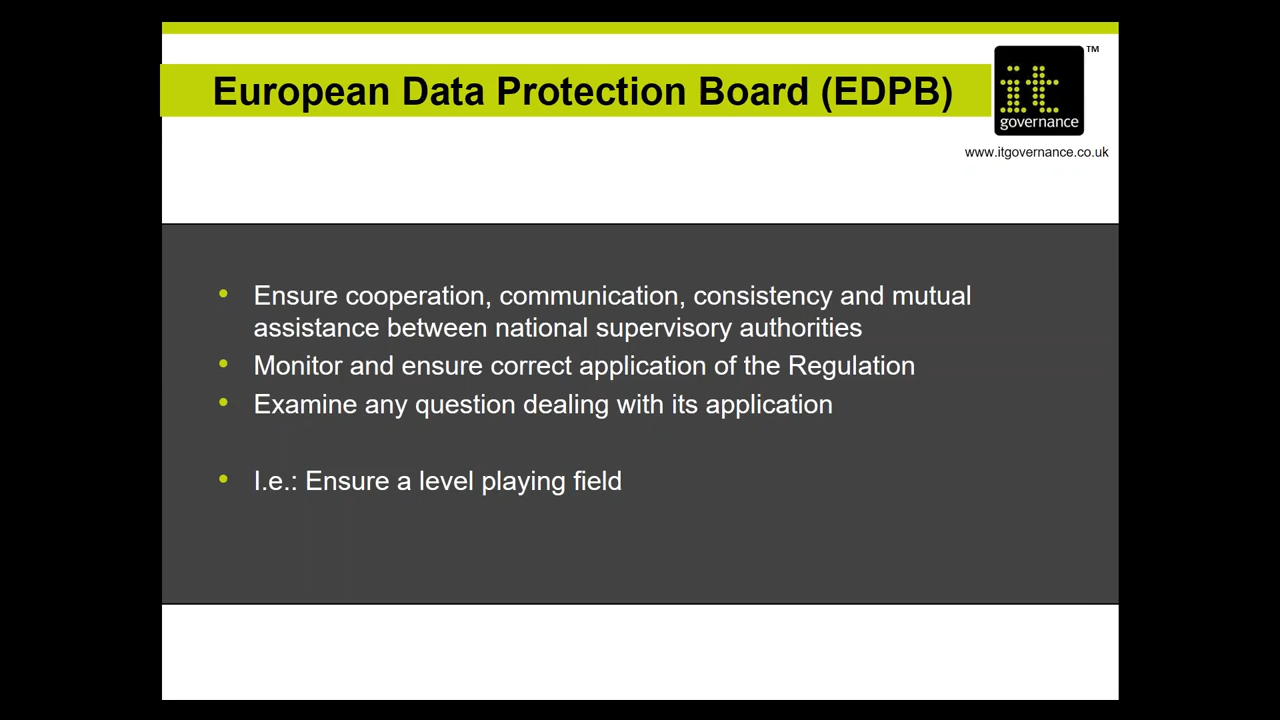 European Data Protection Board (EDPB)
it
governance
TM
www.itgovernance.co.uk
• Ensure cooperation, communication, consistency and mutual
assistance between national supervisory authorities
• Monitor and ensure correct application of the Regulation
• Examine any question dealing with its application
• I.e.: Ensure a level playing field